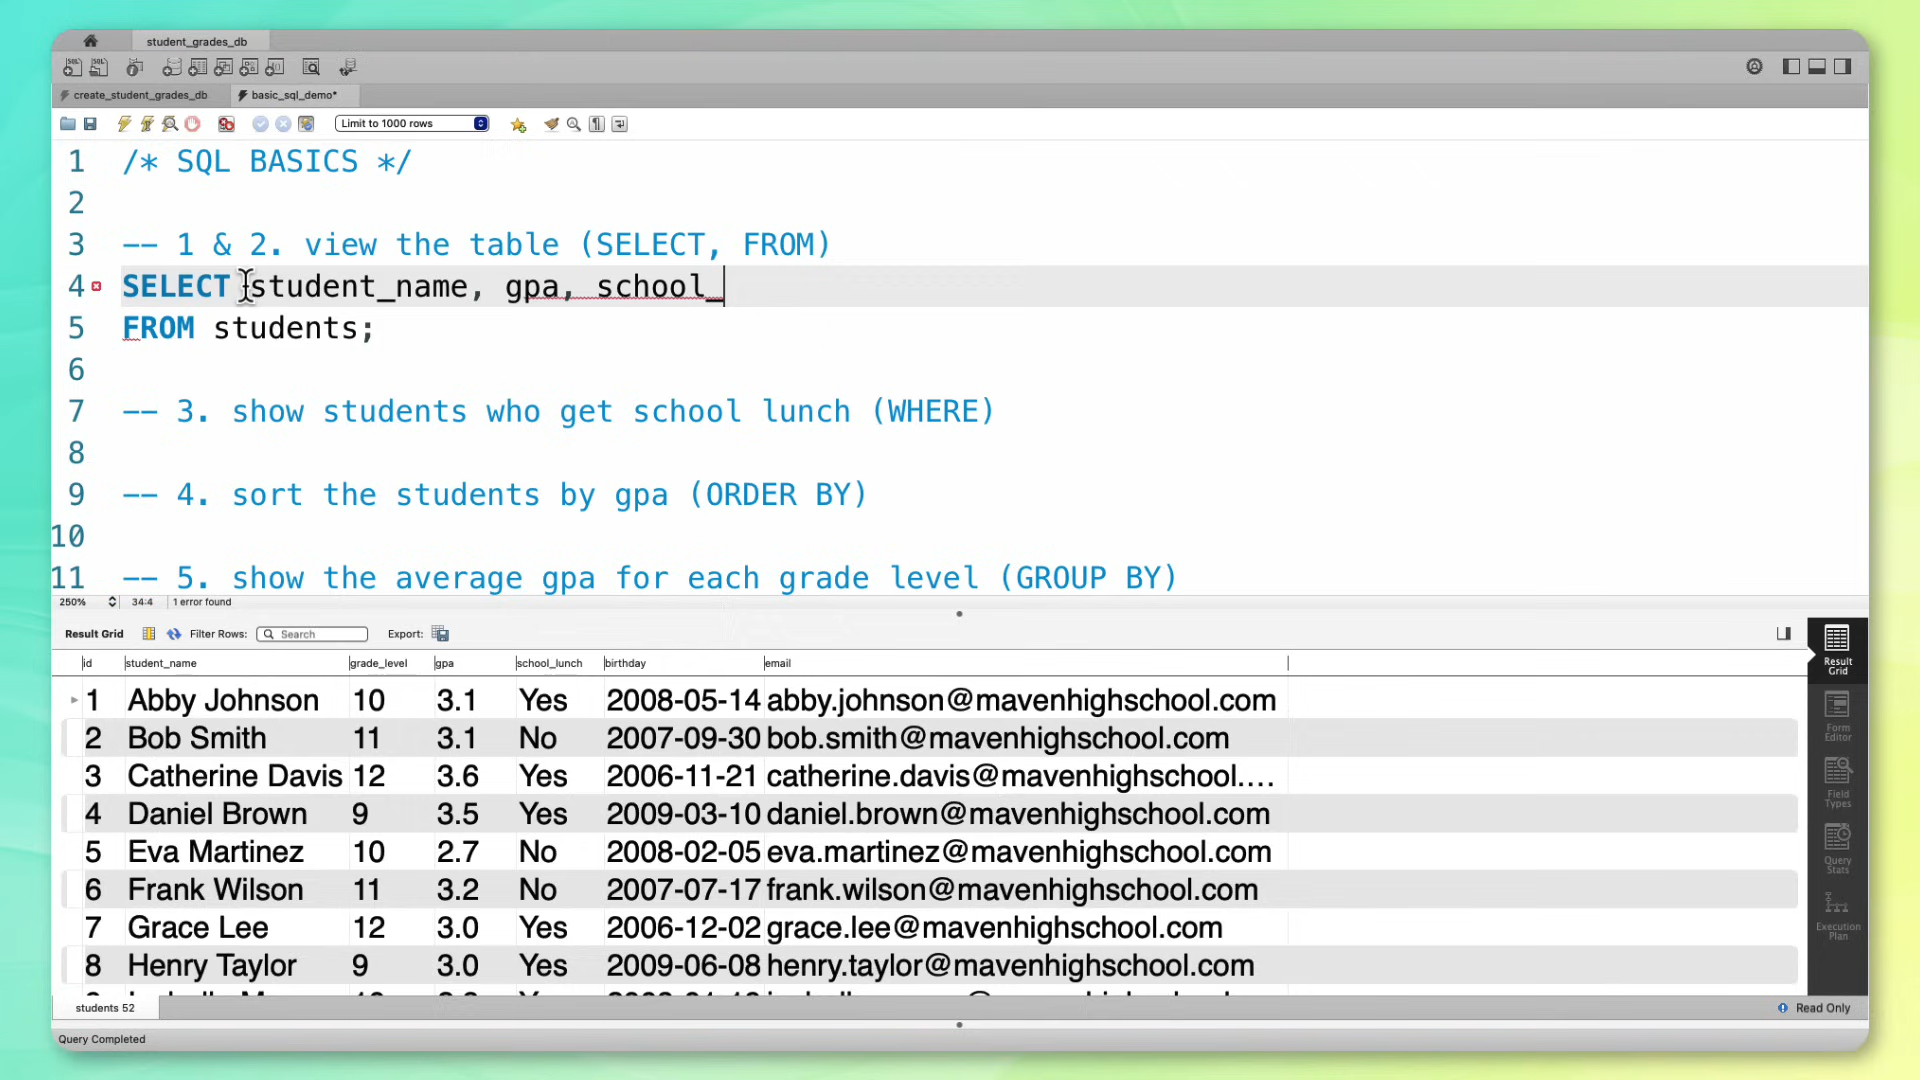 student_grades_db
create_student_grades_db
basic_sql_demo*
Limit to 1000 rows
1 /* SQL BASICS */
2
3 -- 1 & 2. view the table (SELECT, FROM)
4 SELECT student_name, gpa, school_
5 FROM students;
6
7 -- 3. show students who get school lunch (WHERE)
8
9 -- 4. sort the students by gpa (ORDER BY)
10
11 -- 5. show the average gpa for each grade level (GROUP BY)
250% 34:4 1 error found
Result Grid Filter Rows: Search Export:
id student_name grade_level gpa school_lunch birthday email
1 Abby Johnson 10 3.1 Yes 2008-05-14 abby.johnson@mavenhighschool.com
2 Bob Smith 11 3.1 No 2007-09-30 bob.smith@mavenhighschool.com
3 Catherine Davis 12 3.6 Yes 2006-11-21 catherine.davis@mavenhighschool....
4 Daniel Brown 9 3.5 Yes 2009-03-10 daniel.brown@mavenhighschool.com
5 Eva Martinez 10 2.7 No 2008-02-05 eva.martinez@mavenhighschool.com
6 Frank Wilson 11 3.2 No 2007-07-17 frank.wilson@mavenhighschool.com
7 Grace Lee 12 3.0 Yes 2006-12-02 grace.lee@mavenhighschool.com
8 Henry Taylor 9 3.0 Yes 2009-06-08 henry.taylor@mavenhighschool.com
Result
Grid
Form
Editor
Field
Types
Query
Stats
Execution
Plan
students 52
Read Only
Query Completed